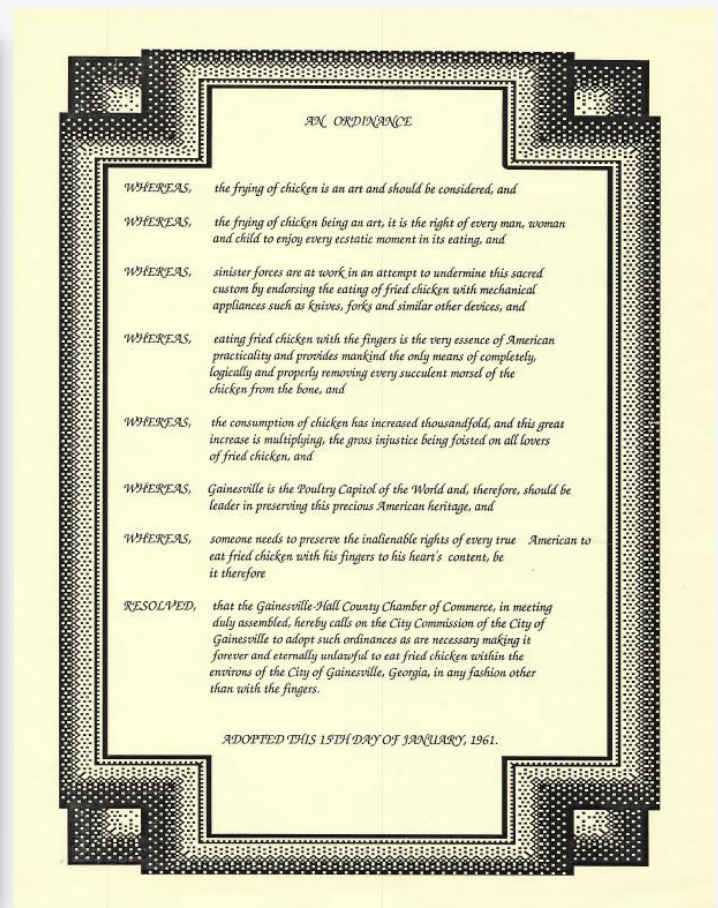 AN ORDINANCE
WHEREAS, the frying of chicken is an art and should be considered, and
WHEREAS, the frying of chicken being an art, it is the right of every man, woman
and child to enjoy every ecstatic moment in its eating, and
WHEREAS, sinister forces are at work in an attempt to undermine this sacred
custom by endorsing the eating of fried chicken with mechanical
appliances such as knives, forks and similar other devices, and
WHEREAS, eating fried chicken with the fingers is the very essence of American
practicality and provides mankind the only means of completely,
logically and properly removing every succulent morsel of the
chicken from the bone, and
WHEREAS, the consumption of chicken has increased thousandfold, and this great
increase is multiplying, the gross injustice being foisted on all lovers
of fried chicken, and
WHEREAS, Gainesville is the Poultry Capitol of the World and, therefore, should be
leader in preserving this precious American heritage, and
WHEREAS, someone needs to preserve the inalienable rights of every true American to
eat fried chicken with his fingers to his heart's content, be
it therefore
RESOLVED, that the Gainesville-Hall County Chamber of Commerce, in meeting
duly assembled, hereby calls on the City Commission of the City of
Gainesville to adopt such ordinances as are necessary making it
forever and eternally unlawful to eat fried chicken within the
environs of the City of Gainesville, Georgia, in any fashion other
than with the fingers.
ADOPTED THIS 15TH DAY OF JANUARY, 1961.